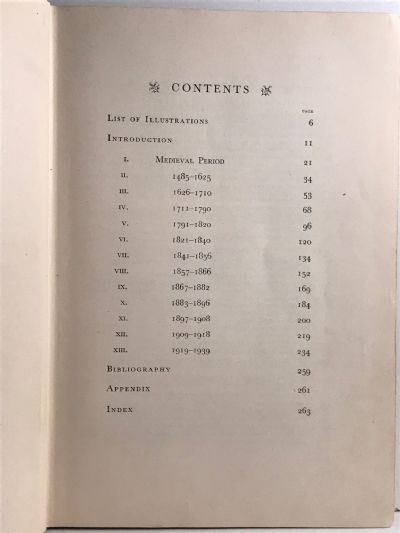 CONTENTS
PAGE
LIST OF ILLUSTRATIONS 6
INTRODUCTION 11
I. MEDIEVAL PERIOD 21
II. 1485–1625 34
III. 1626–1710 53
IV. 1711–1790 68
V. 1791–1820 96
VI. 1821–1840 120
VII. 1841–1856 134
VIII. 1857–1866 152
IX. 1867–1882 169
X. 1883–1896 184
XI. 1897–1908 200
XII. 1909–1918 219
XIII. 1919–1939 234
BIBLIOGRAPHY 259
APPENDIX 261
INDEX 263